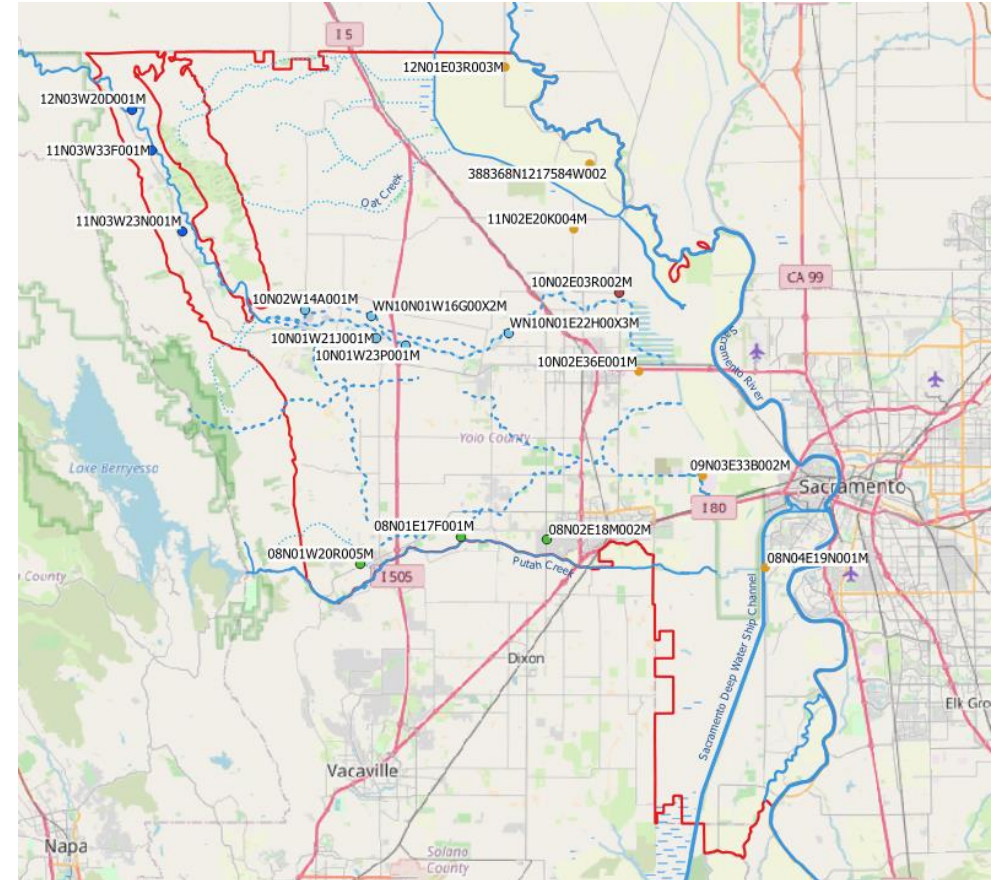 I 5
12N01E03R003M
12N03W20D001M
11N03W33F001M
388368N1217584W002
Oat Creek
11N03W23N001M
11N02E20K004M
CA 99
10N02E03R002M
10N02W14A001M
WN10N01W16G00X2M
WN10N01E22H00X3M
10N01W21J001M
10N01W23P001M
10N02E36E001M
Sacramento River
Yolo County
Lake Berryessa
09N03E33B002M
Sacramento
I 80
08N01E17F001M
08N02E18M002M
08N01W20R005M
08N04E19N001M
Putah Creek
I 505
County
Dixon
Sacramento Deep Water Ship Channel
Elk Gro
Vacaville
Napa
Solano
County